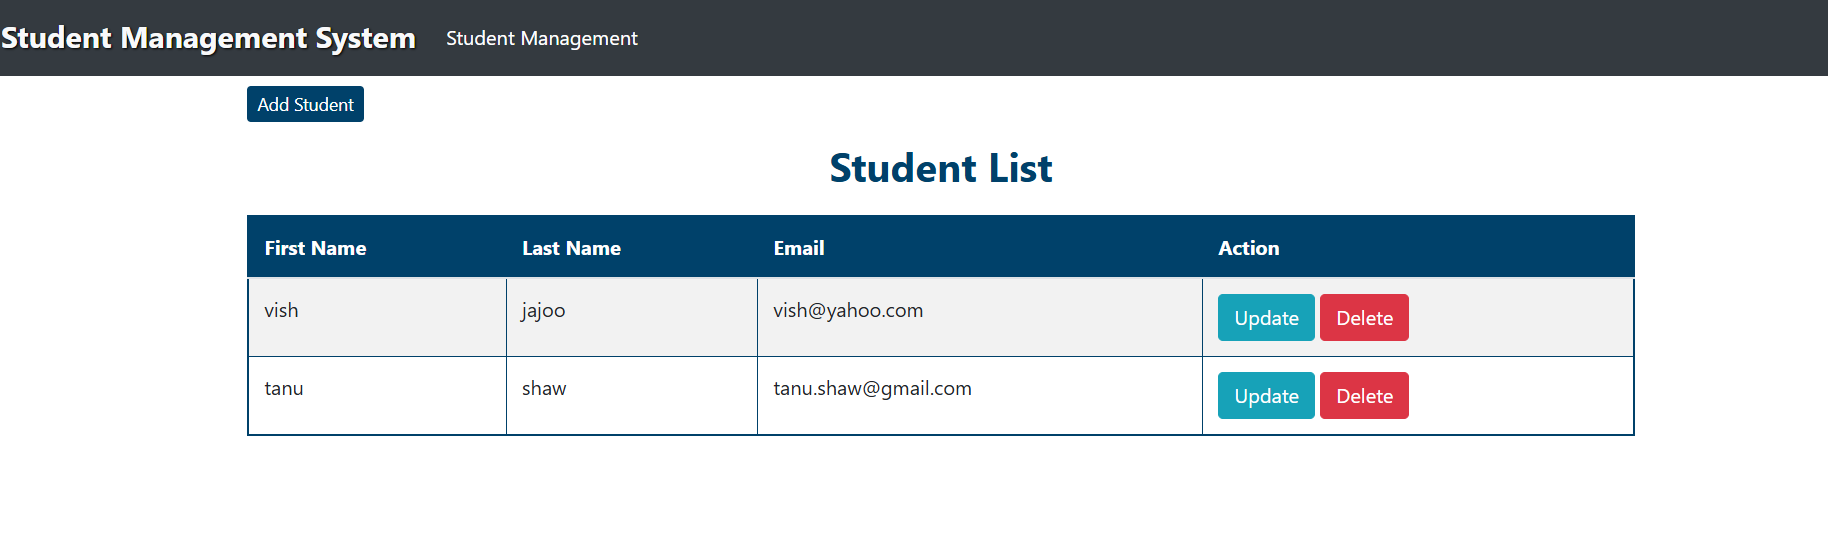 Student Management System Student Management
Add Student
Student List
First Name Last Name Email Action
vish jajoo vish@yahoo.com Update Delete
tanu shaw tanu.shaw@gmail.com Update Delete